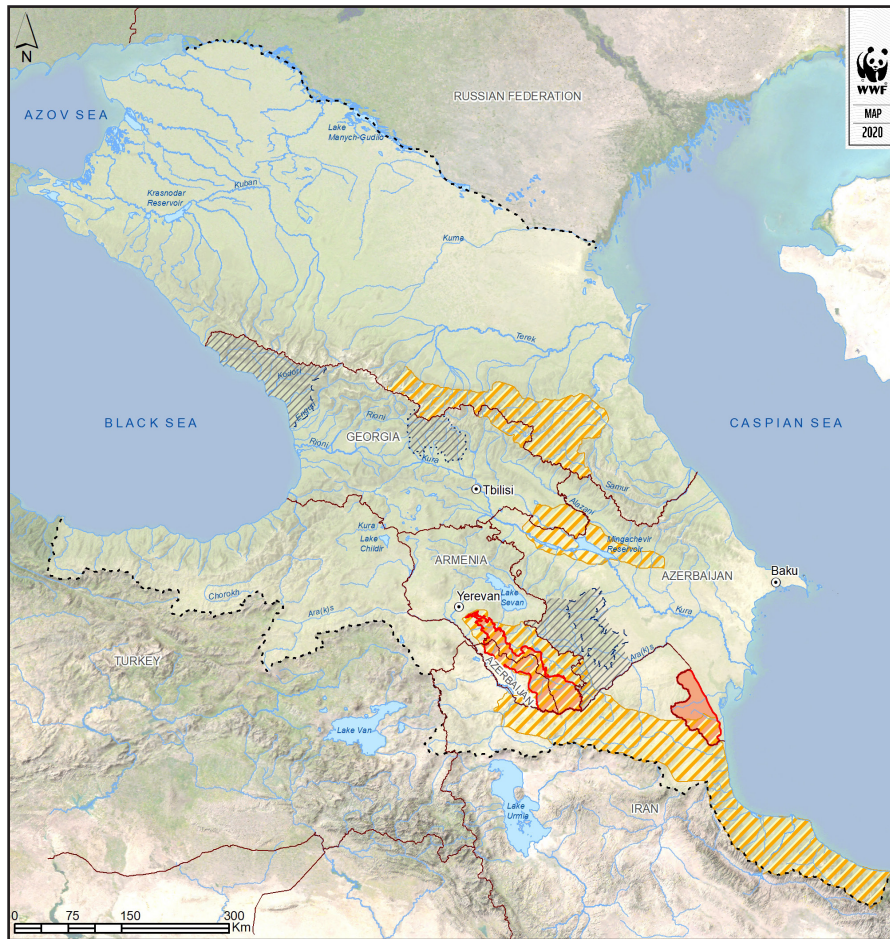 N
WWF
MAP
2020
RUSSIAN FEDERATION
AZOV SEA
Lake
Manych-Gudilo
Kuban
Krasnodar
Reservoir
Kuma
Terek
Kodori
Enguri
Rioni
BLACK SEA
CASPIAN SEA
GEORGIA
Rioni
Kura
Samur
Tbilisi
Alazani
Kura
Lake
Childir
Mingachevir
Reservoir
ARMENIA
AZERBAIJAN
Baku
Chorokh
Lake
Sevan
Yerevan
Kura
Ara(k)s
Ara(k)s
TURKEY
AZERBAIJAN
Lake Van
Lake
Urmia
IRAN
0 75 150 300
Km